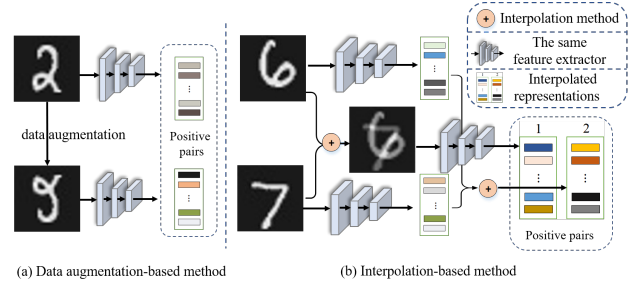 data augmentation
Positive
pairs
(a) Data augmentation-based method
Interpolation method
The same
feature extractor
Interpolated
representations
1 2
Positive pairs
(b) Interpolation-based method